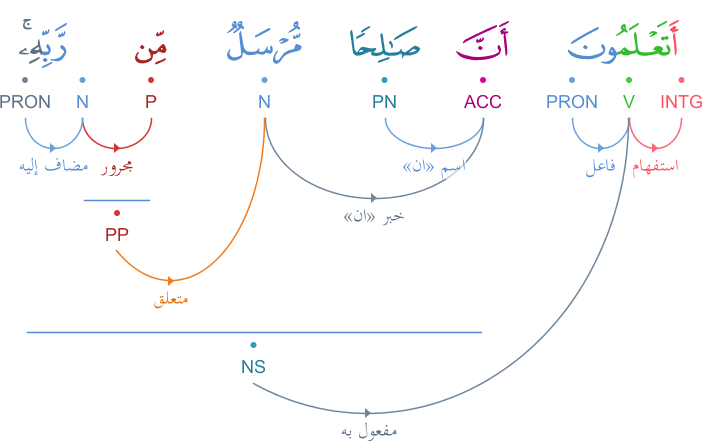 أَتَعْلَمُونَ أَنَّ صَـٰلِحًا مُّرْسَلٌ مِّن رَّبِّهِۦ ۚ
INTG V PRON ACC PN N P N PRON
استفهام فاعل اسم «ان» مجرور مضاف إليه
خبر «ان»
PP
متعلق
NS
مفعول به